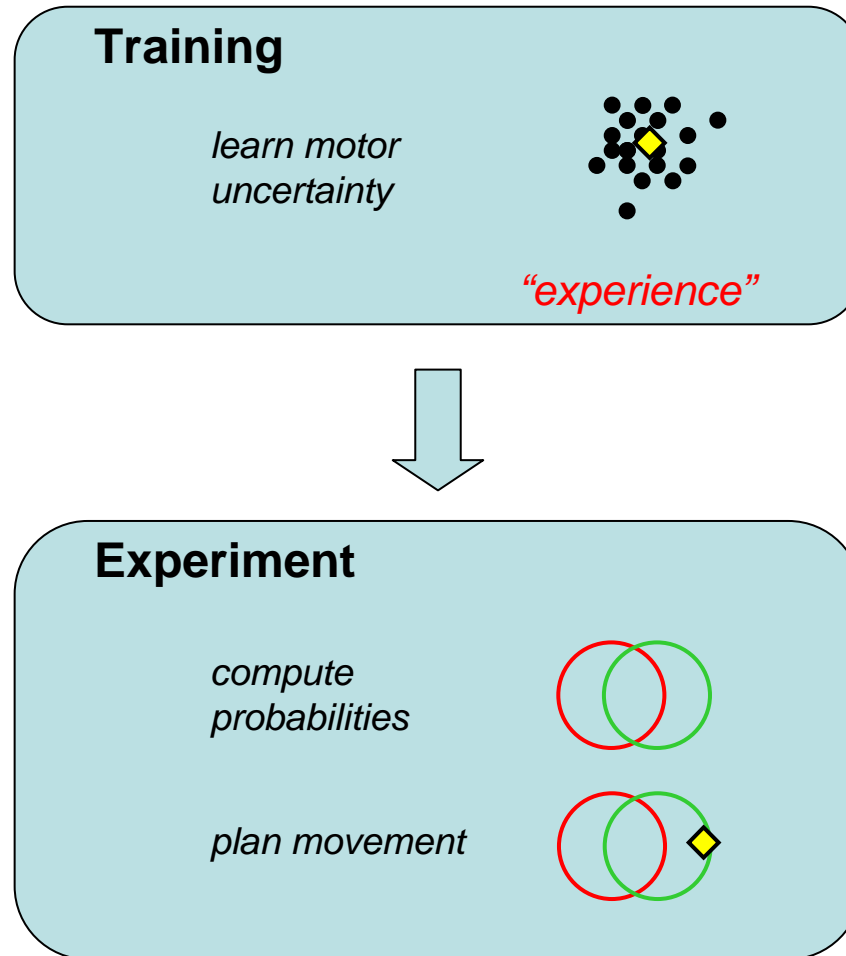 Training
learn motor
uncertainty
“experience”
Experiment
compute
probabilities
plan movement